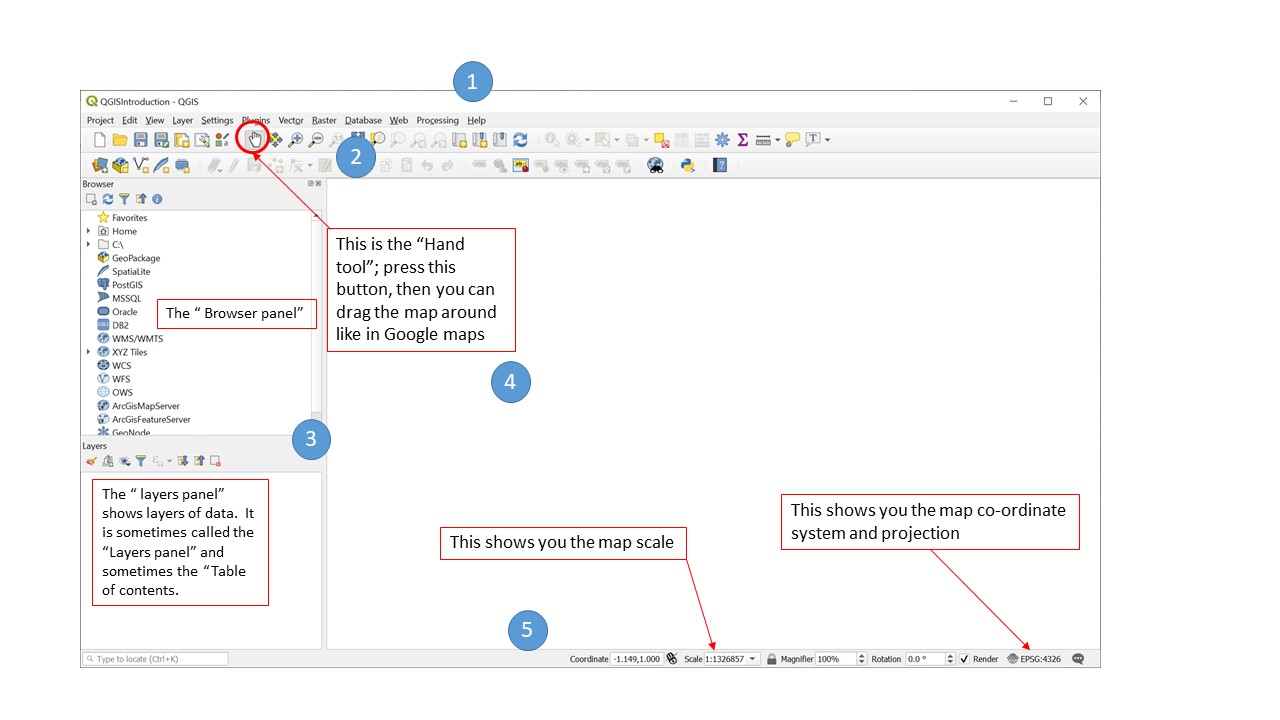 1
QGISIntroduction - QGIS
Project Edit View Layer Settings Plugins Vector Raster Database Web Processing Help
2
Browser
Favorites
Home
C:\
GeoPackage
SpatiaLite
PostGIS
MSSQL
Oracle
DB2
WMS/WMTS
XYZ Tiles
WCS
WFS
OWS
ArcGisMapServer
ArcGisFeatureServer
GeoNode
The “ Browser panel”
This is the “Hand
tool”; press this
button, then you can
drag the map around
like in Google maps
4
3
Layers
The “ layers panel”
shows layers of data.  It
is sometimes called the
“Layers panel” and
sometimes the “Table
of contents.
This shows you the map scale
This shows you the map co-ordinate
system and projection
5
Type to locate (Ctrl+K)
Coordinate -1.149,1.000 Scale 1:1326857 Magnifier 100% Rotation 0.0 ° Render EPSG:4326